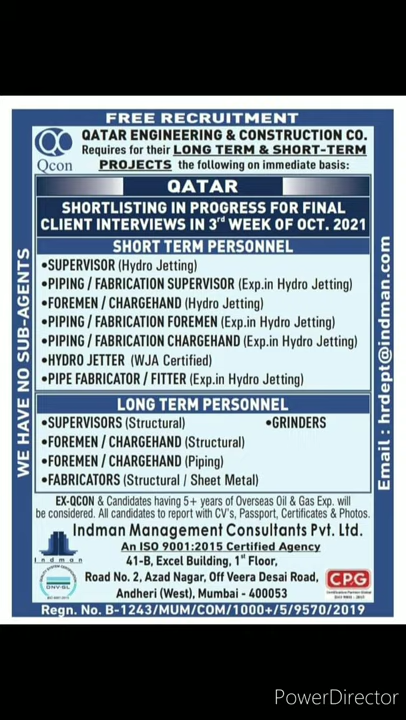 FREE RECRUITMENT
Qcon
QATAR ENGINEERING & CONSTRUCTION CO.
Requires for their LONG TERM & SHORT-TERM
PROJECTS the following on immediate basis:
QATAR
SHORTLISTING IN PROGRESS FOR FINAL
CLIENT INTERVIEWS IN 3rd WEEK OF OCT. 2021
SHORT TERM PERSONNEL
•SUPERVISOR (Hydro Jetting)
•PIPING / FABRICATION SUPERVISOR (Exp.in Hydro Jetting)
•FOREMEN / CHARGEHAND (Hydro Jetting)
•PIPING / FABRICATION FOREMEN (Exp.in Hydro Jetting)
•PIPING / FABRICATION CHARGEHAND (Exp.in Hydro Jetting)
•HYDRO JETTER (WJA Certified)
•PIPE FABRICATOR / FITTER (Exp.in Hydro Jetting)
LONG TERM PERSONNEL
•SUPERVISORS (Structural) •GRINDERS
•FOREMEN / CHARGEHAND (Structural)
•FOREMEN / CHARGEHAND (Piping)
•FABRICATORS (Structural / Sheet Metal)
WE HAVE NO SUB-AGENTS
Email : hrdept@indman.com
EX-QCON & Candidates having 5+ years of Overseas Oil & Gas Exp. will
be considered. All candidates to report with CV's, Passport, Certificates & Photos.
Indman
Indman Management Consultants Pvt. Ltd.
An ISO 9001:2015 Certified Agency
41-B, Excel Building, 1st Floor,
Road No. 2, Azad Nagar, Off Veera Desai Road,
Andheri (West), Mumbai - 400053
DNV-GL
CPG
Regn. No. B-1243/MUM/COM/1000+/5/9570/2019
PowerDirector